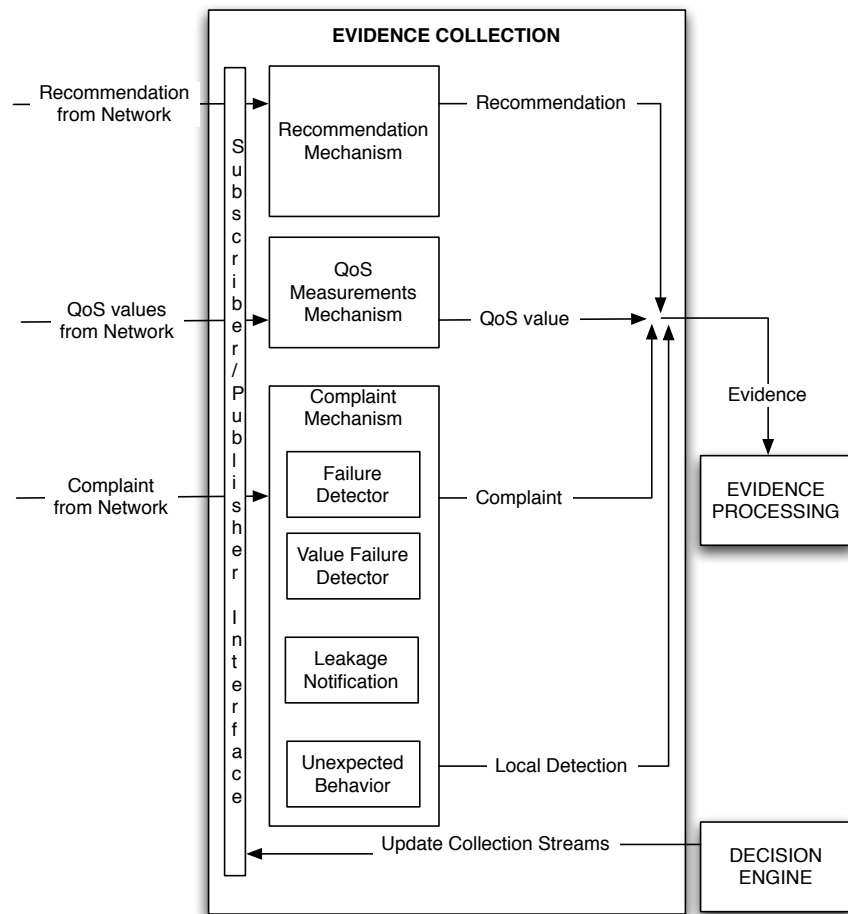 EVIDENCE COLLECTION
Recommendation
from Network
Subscriber/Publisher Interface
Recommendation
Mechanism
Recommendation
QoS values
from Network
QoS
Measurements
Mechanism
QoS value
Complaint
Mechanism
Complaint
from Network
Failure
Detector
Complaint
Value Failure
Detector
Leakage
Notification
Unexpected
Behavior
Local Detection
Evidence
EVIDENCE
PROCESSING
Update Collection Streams
DECISION
ENGINE